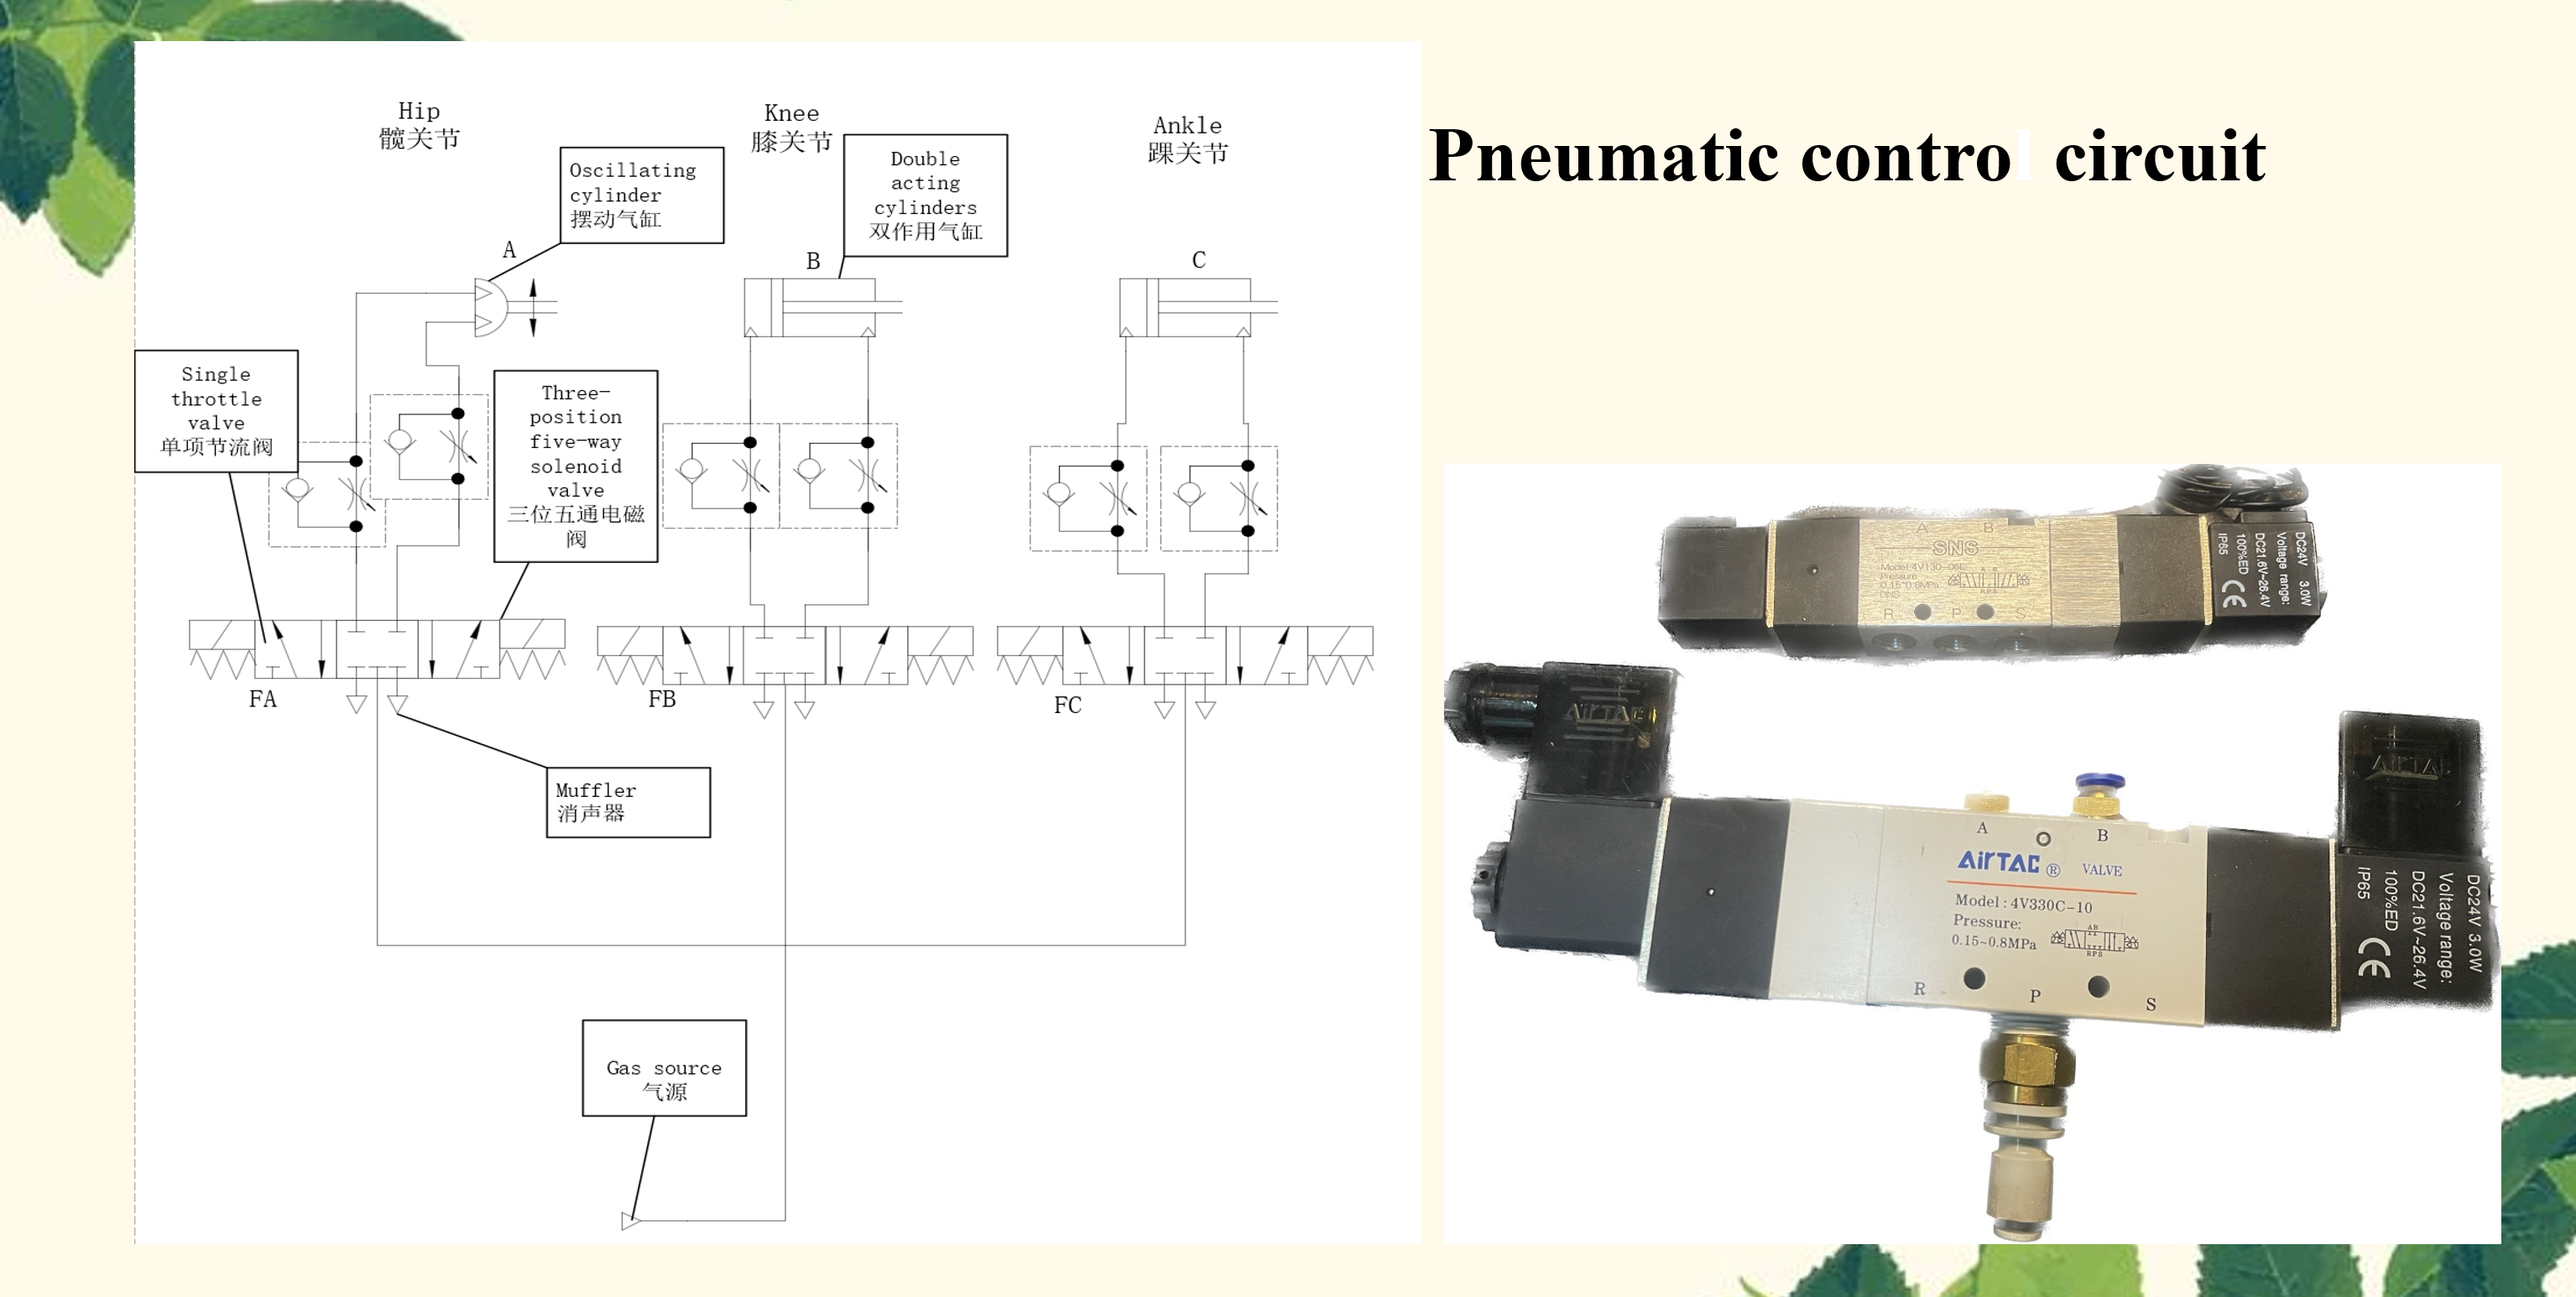 Hip
髋关节
Knee
膝关节
Ankle
踝关节
Oscillating
cylinder
摆动气缸
Double
acting
cylinders
双作用气缸
A
B
C
Single
throttle
valve
单项节流阀
Three-
position
five-way
solenoid
valve
三位五通电磁
阀
FA
FB
FC
Muffler
消声器
Gas source
气源
Pneumatic control circuit
A B
SNS
Model:4V130-06
Pressure
0.15~0.8MPa
A B
R P S
R P S
DC24V 3.0W
Voltage range:
DC21.6V~26.4V
100%ED
IP65
CE
AirTAC
AirTAC
A B
AirTAC ® VALVE
Model : 4V330C-10
Pressure:
0.15~0.8MPa
AB
RPS
R P S
DC24V 3.0W
Voltage range:
DC21.6V~26.4V
100%ED
IP65
CE